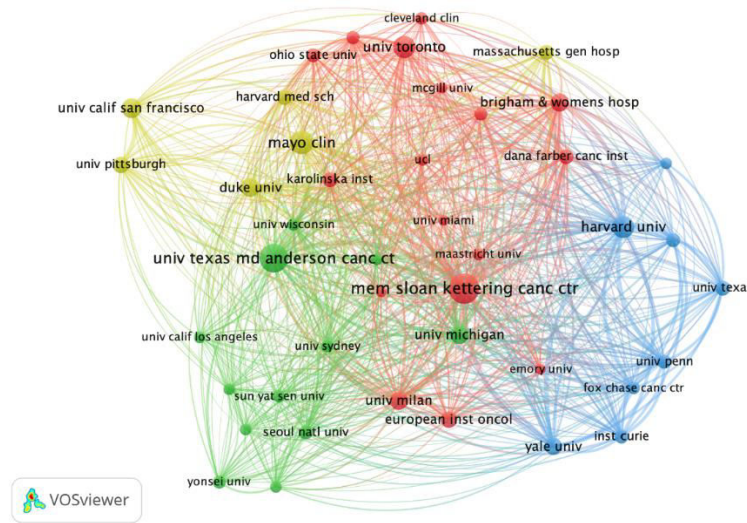 cleveland clin
ohio state univ
univ toronto
massachusetts gen hosp
mcgill univ
harvard med sch
brigham & womens hosp
univ calif san francisco
mayo clin
ucl
dana farber canc inst
univ pittsburgh
karolinska inst
duke univ
univ wisconsin
univ miami
harvard univ
univ texas md anderson canc ct
maastricht univ
mem sloan kettering canc ctr
univ texa
univ calif los angeles
univ sydney
univ michigan
emory univ
univ penn
fox chase canc ctr
sun yat sen univ
univ milan
european inst oncol
seoul natl univ
yale univ
inst curie
yonsei univ
VOSviewer